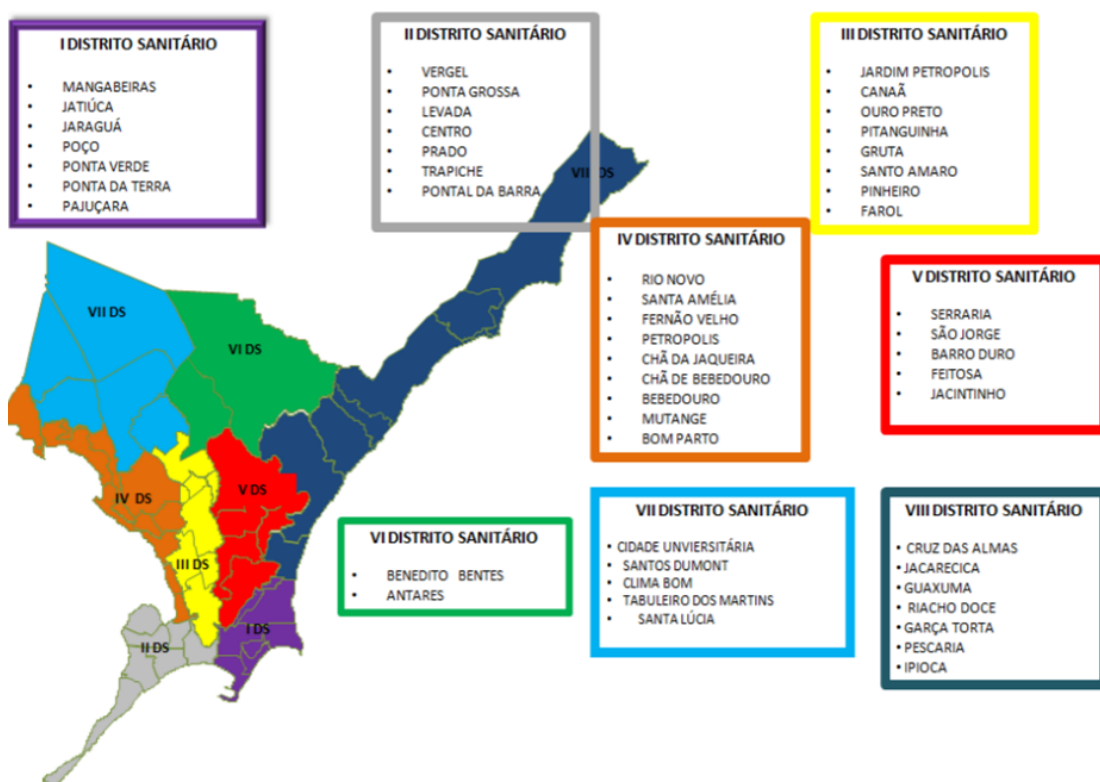 I DISTRITO SANITÁRIO
• MANGABEIRAS
• JATIÚCA
• JARAGUÁ
• POÇO
• PONTA VERDE
• PONTA DA TERRA
• PAJUÇARA
II DISTRITO SANITÁRIO
• VERGEL
• PONTA GROSSA
• LEVADA
• CENTRO
• PRADO
• TRAPICHE
• PONTAL DA BARRA
III DISTRITO SANITÁRIO
• JARDIM PETROPOLIS
• CANAÃ
• OURO PRETO
• PITANGUINHA
• GRUTA
• SANTO AMARO
• PINHEIRO
• FAROL
IV DISTRITO SANITÁRIO
• RIO NOVO
• SANTA AMÉLIA
• FERNÃO VELHO
• PETROPOLIS
• CHÃ DA JAQUEIRA
• CHÃ DE BEBEDOURO
• BEBEDOURO
• MUTANGE
• BOM PARTO
V DISTRITO SANITÁRIO
• SERRARIA
• SÃO JORGE
• BARRO DURO
• FEITOSA
• JACINTINHO
VI DISTRITO SANITÁRIO
• BENEDITO BENTES
• ANTARES
VII DISTRITO SANITÁRIO
• CIDADE UNVIERSITÁRIA
• SANTOS DUMONT
• CLIMA BOM
• TABULEIRO DOS MARTINS
• SANTA LÚCIA
VIII DISTRITO SANITÁRIO
• CRUZ DAS ALMAS
• JACARECICA
• GUAXUMA
• RIACHO DOCE
• GARÇA TORTA
• PESCARIA
• IPIOCA
VII DS
VI DS
IV DS
V DS
III DS
I DS
II DS